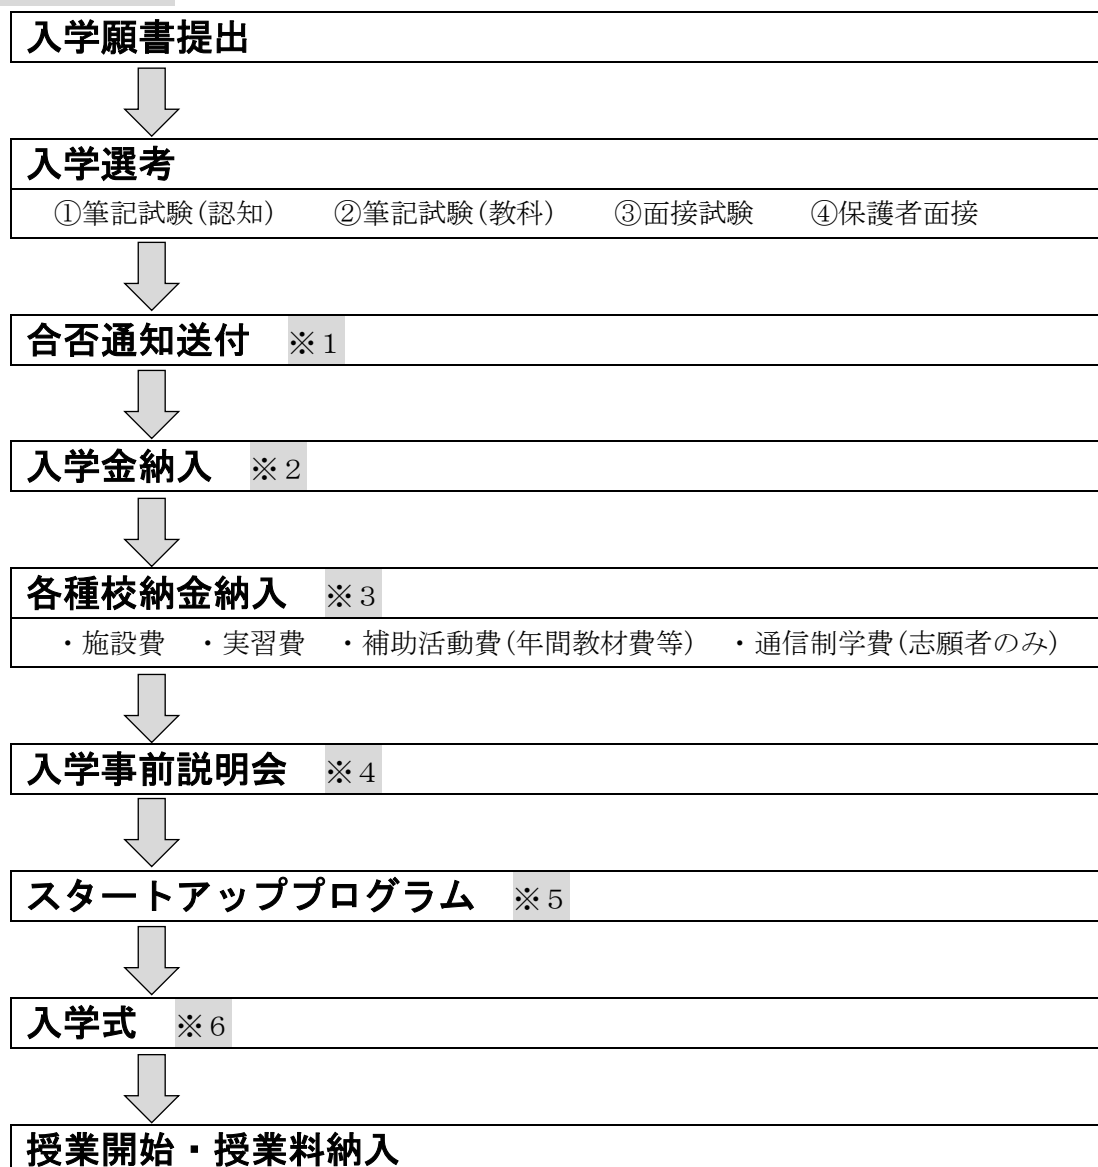 入学願書提出
入学選考
①筆記試験(認知) ②筆記試験(教科) ③面接試験 ④保護者面接
合否通知送付 ※1
入学金納入 ※2
各種校納金納入 ※3
・施設費 ・実習費 ・補助活動費(年間教材費等) ・通信制学費(志願者のみ)
入学事前説明会 ※4
スタートアッププログラム ※5
入学式 ※6
授業開始・授業料納入